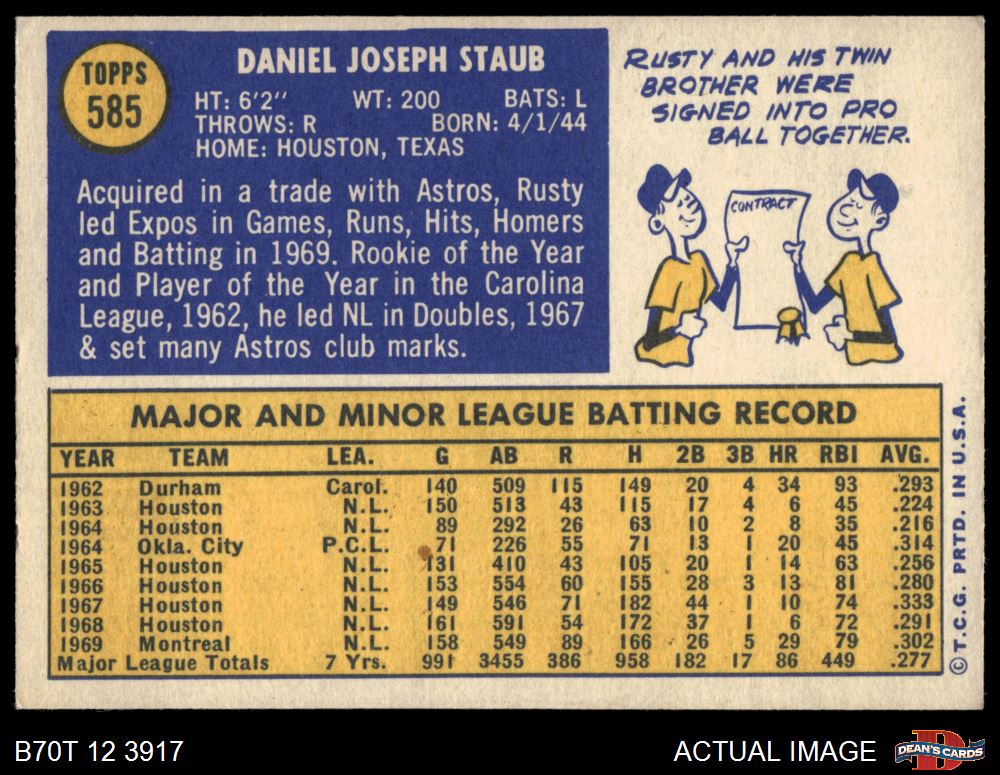 TOPPS
585
DANIEL JOSEPH STAUB
HT: 6'2" WT: 200 BATS: L
THROWS: R BORN: 4/1/44
HOME: HOUSTON, TEXAS
Acquired in a trade with Astros, Rusty
led Expos in Games, Runs, Hits, Homers
and Batting in 1969. Rookie of the Year
and Player of the Year in the Carolina
League, 1962, he led NL in Doubles, 1967
& set many Astros club marks.
RUSTY AND HIS TWIN
BROTHER WERE
SIGNED INTO PRO
BALL TOGETHER.
CONTRACT
MAJOR AND MINOR LEAGUE BATTING RECORD
YEAR TEAM LEA. G AB R H 2B 3B HR RBI AVG.
1962 Durham Carol. 140 509 115 149 20 4 34 93 .293
1963 Houston N.L. 150 513 43 115 17 4 6 45 .224
1964 Houston N.L. 89 292 26 63 10 2 8 35 .216
1964 Okla. City P.C.L. 71 226 55 71 13 1 20 45 .314
1965 Houston N.L. 131 410 43 105 20 1 14 63 .256
1966 Houston N.L. 153 554 60 155 28 3 13 81 .280
1967 Houston N.L. 149 546 71 182 44 1 10 74 .333
1968 Houston N.L. 161 591 54 172 37 1 6 72 .291
1969 Montreal N.L. 158 549 89 166 26 5 29 79 .302
Major League Totals 7 Yrs. 991 3455 386 958 182 17 86 449 .277
© T.C.G. PRTD. IN U.S.A.
B70T 12 3917
ACTUAL IMAGE
D
DEAN'S CARDS